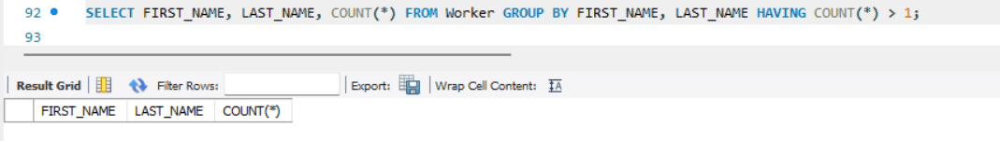 92 SELECT FIRST_NAME, LAST_NAME, COUNT(*) FROM Worker GROUP BY FIRST_NAME, LAST_NAME HAVING COUNT(*) > 1;
93
Result Grid Filter Rows: Export: Wrap Cell Content: IA
FIRST_NAME LAST_NAME COUNT(*)